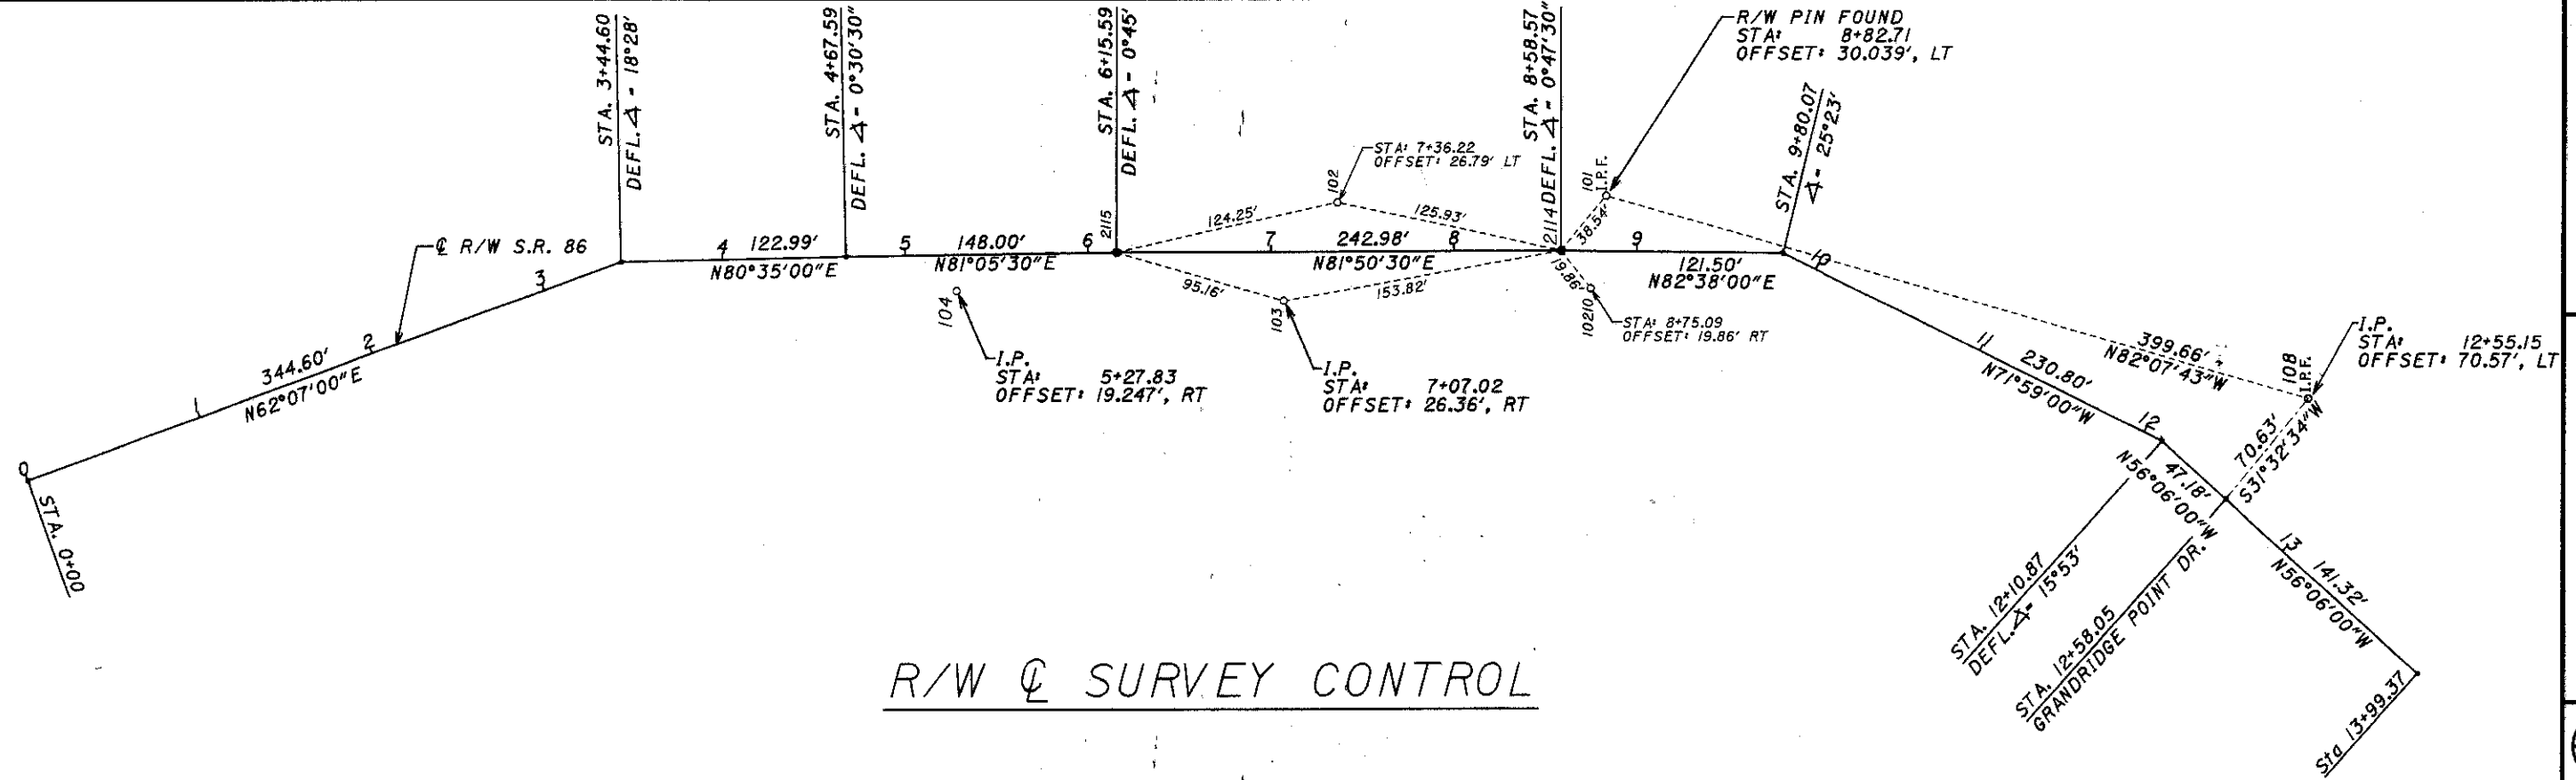 STA. 3+44.60
DEFL. ∆ - 18°28'
STA. 4+67.59
DEFL. ∆ - 0°30'30"
STA. 6+15.59
DEFL. ∆ - 0°45'
STA. 8+58.57
DEFL. ∆ - 0°47'30"
R/W PIN FOUND
STA: 8+82.71
OFFSET: 30.039', LT
STA. 9+80.07
∆ - 25°23'
STA: 7+36.22
OFFSET: 26.79' LT
102
101
I.P.F.
2115
2114
124.25'
125.93'
38.54'
℄ R/W S.R. 86
0
1
2
3
4
5
6
7
8
9
10
11
12
13
344.60'
N62°07'00"E
122.99'
N80°35'00"E
148.00'
N81°05'30"E
242.98'
N81°50'30"E
121.50'
N82°38'00"E
95.16'
153.82'
19.86'
104
103
10210
STA: 8+75.09
OFFSET: 19.86' RT
I.P.
STA: 5+27.83
OFFSET: 19.247', RT
I.P.
STA: 7+07.02
OFFSET: 26.36', RT
399.66'
N82°07'43"W
230.80'
N71°59'00"W
108
I.P.F.
I.P.
STA: 12+55.15
OFFSET: 70.57', LT
70.63'
S31°32'34"W
47.18'
N56°06'00"W
141.32'
N56°06'00"W
STA. 0+00
STA. 12+10.87
DEFL. ∆ - 15°53'
STA. 12+58.05
GRANDRIDGE POINT DR.
Sta 13+99.37
R/W ℄ SURVEY CONTROL